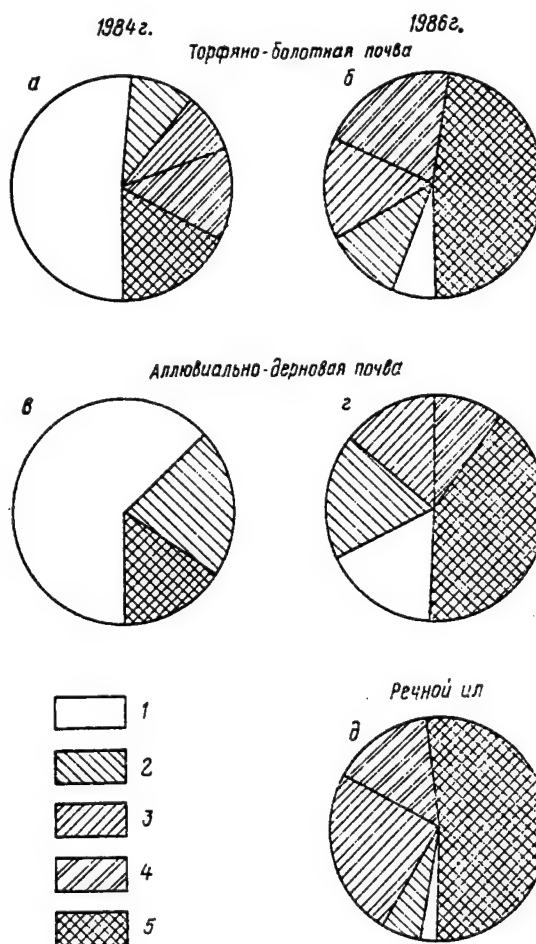 1984г. 1986г.
Торфяно-болотная почва
а б
Аллювиально-дерновая почва
в г
1
2
3
4
5
Речной ил
д